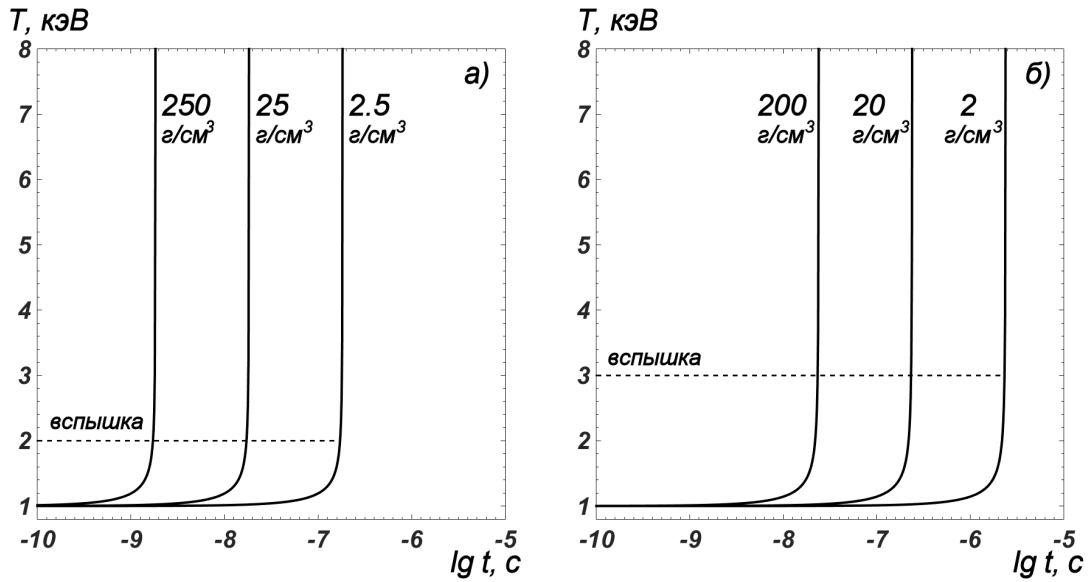 T, кэВ
а)
8
7
6
5
4
3
2
1
250
г/см³
25
г/см³
2.5
г/см³
вспышка
-10
-9
-8
-7
-6
-5
lg t, c
T, кэВ
б)
8
7
6
5
4
3
2
1
200
г/см³
20
г/см³
2
г/см³
вспышка
-10
-9
-8
-7
-6
-5
lg t, c